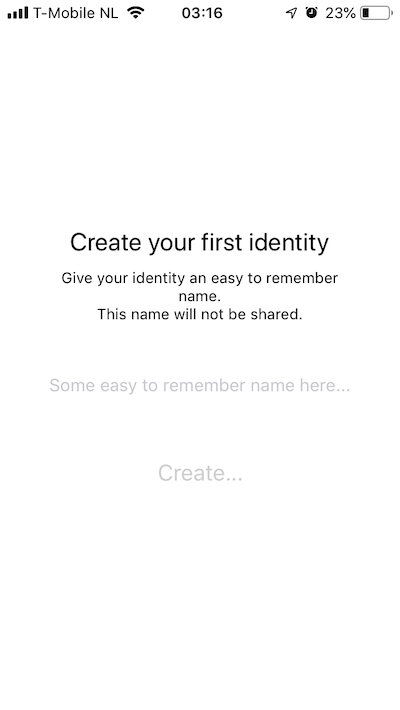 T-Mobile NL 03:16 23%
Create your first identity
Give your identity an easy to remember
name.
This name will not be shared.
Some easy to remember name here...
Create...